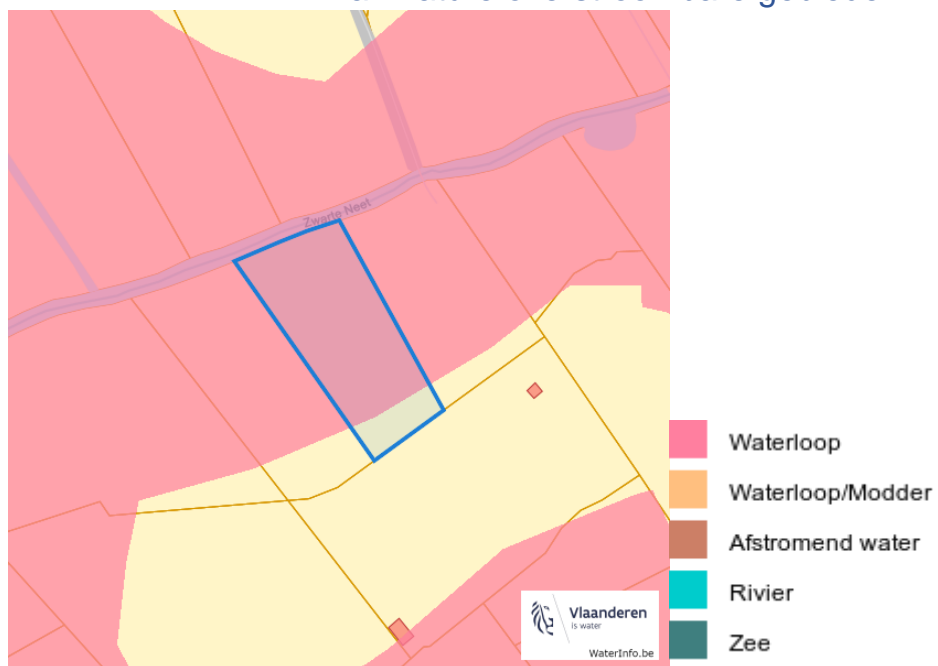 Zwarte Neet
Waterloop
Waterloop/Modder
Afstromend water
Rivier
Zee
Vlaanderen
is water
WaterInfo.be